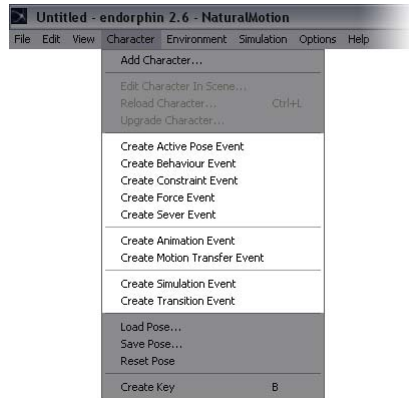 Untitled - endorphin 2.6 - NaturalMotion
File Edit View Character Environment Simulation Options Help
Add Character...
Edit Character In Scene...
Reload Character... Ctrl+L
Upgrade Character...
Create Active Pose Event
Create Behaviour Event
Create Constraint Event
Create Force Event
Create Sever Event
Create Animation Event
Create Motion Transfer Event
Create Simulation Event
Create Transition Event
Load Pose...
Save Pose...
Reset Pose
Create Key B